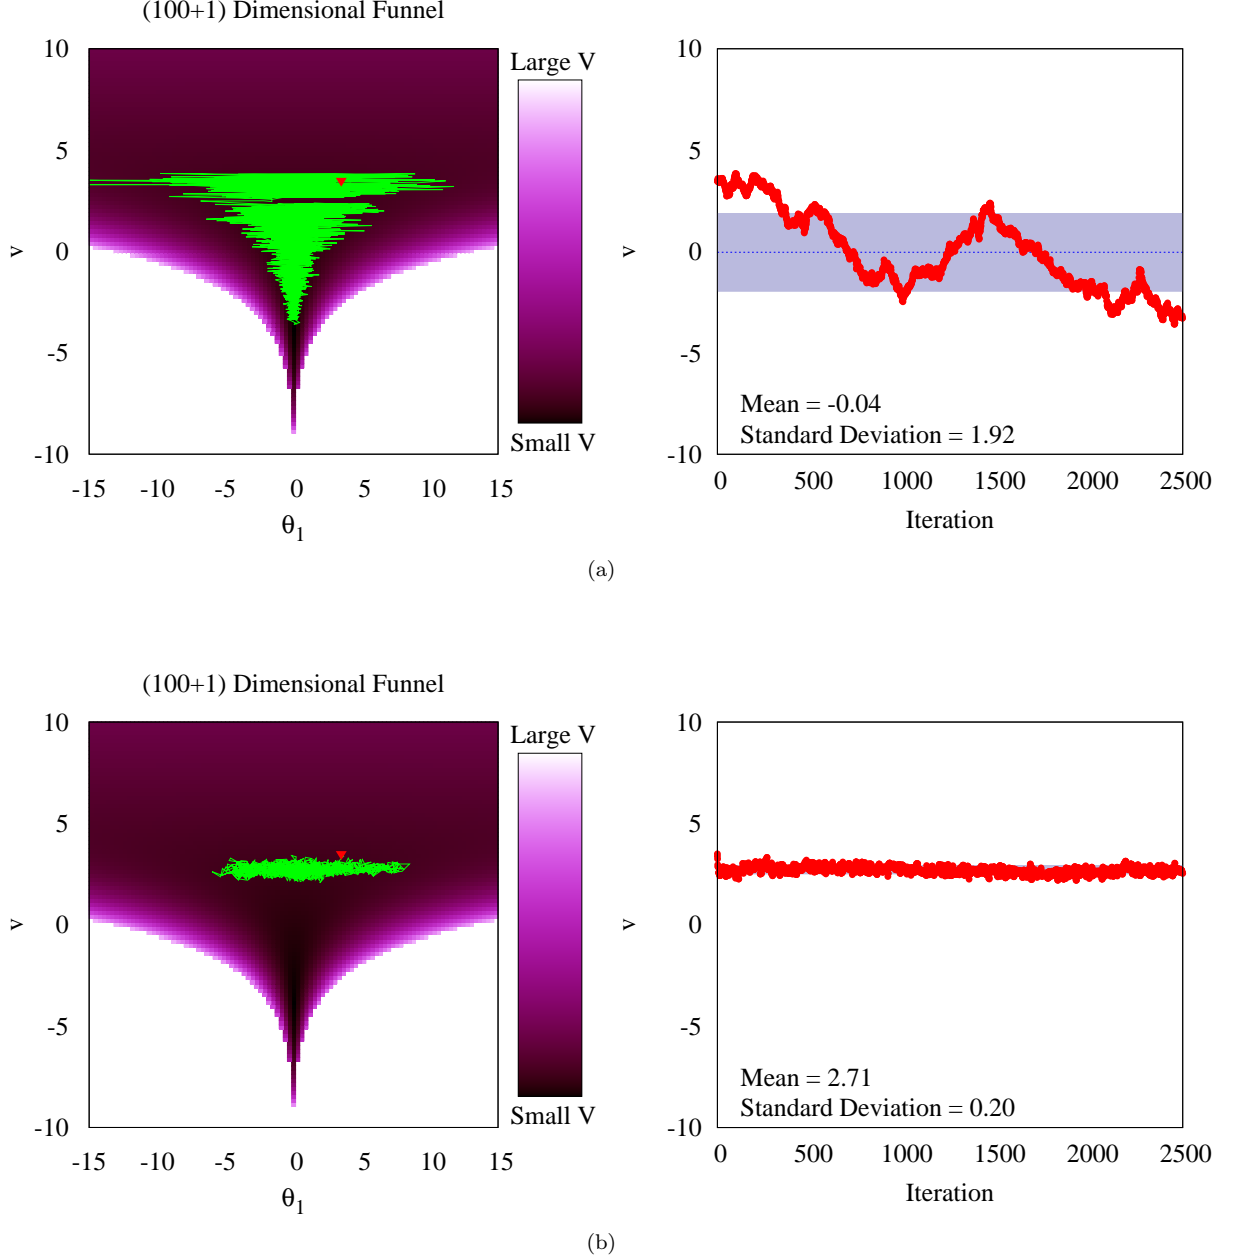 (100+1) Dimensional Funnel
10
5
0
-5
-10
v
-15 -10 -5 0 5 10 15
θ1
Large V
Small V
10
5
0
-5
-10
v
Mean = -0.04
Standard Deviation = 1.92
0 500 1000 1500 2000 2500
Iteration
(a)
(100+1) Dimensional Funnel
10
5
0
-5
-10
v
-15 -10 -5 0 5 10 15
θ1
Large V
Small V
10
5
0
-5
-10
v
Mean = 2.71
Standard Deviation = 0.20
0 500 1000 1500 2000 2500
Iteration
(b)